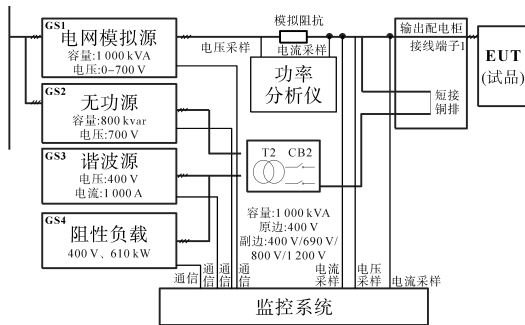 GS1
电网模拟源
容量:1 000 kVA
电压:0-700 V
GS2
无功源
容量:800 kvar
电压:700 V
GS3
谐波源
电压:400 V
电流:1 000 A
GS4
阻性负载
400 V、610 kW
电压采样
模拟阻抗
电流采样
功率
分析仪
输出配电柜
接线端子1
短接
铜排
EUT
(试品)
T2 CB2
容量:1 000 kVA
原边:400 V
副边:400 V/690 V/
800 V/1 200 V
通信
通信
通信
通信
电流
采样
电压
采样
电流采样
监控系统